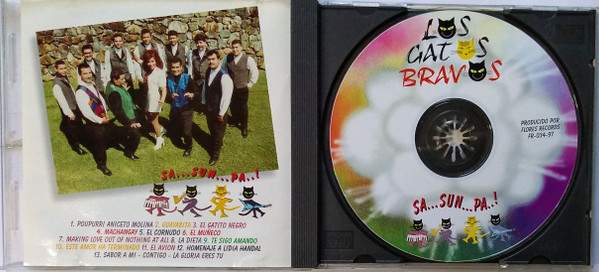 SA...SUN...PA..!
1. POUPURRI ANICETO MOLINA 2. GUAYABITA 3. EL GATITO NEGRO
4. MACHANGAY 5. EL CORNUDO 6. EL MUÑECO
7. MAKING LOVE OUT OF NOTHING AT ALL 8. LA DIETA 9. TE SIGO AMANDO
10. ESTE AMOR HA TERMINADO 11. EL AVION 12. HOMENAJE A LIDIA HANDAL
13. SABOR A MI - CONTIGO - LA GLORIA ERES TU
LOS
GATOS
BRAVOS
PRODUCIDO POR
FLORES RECORDS
FR-004-97
SA...SUN...PA..!